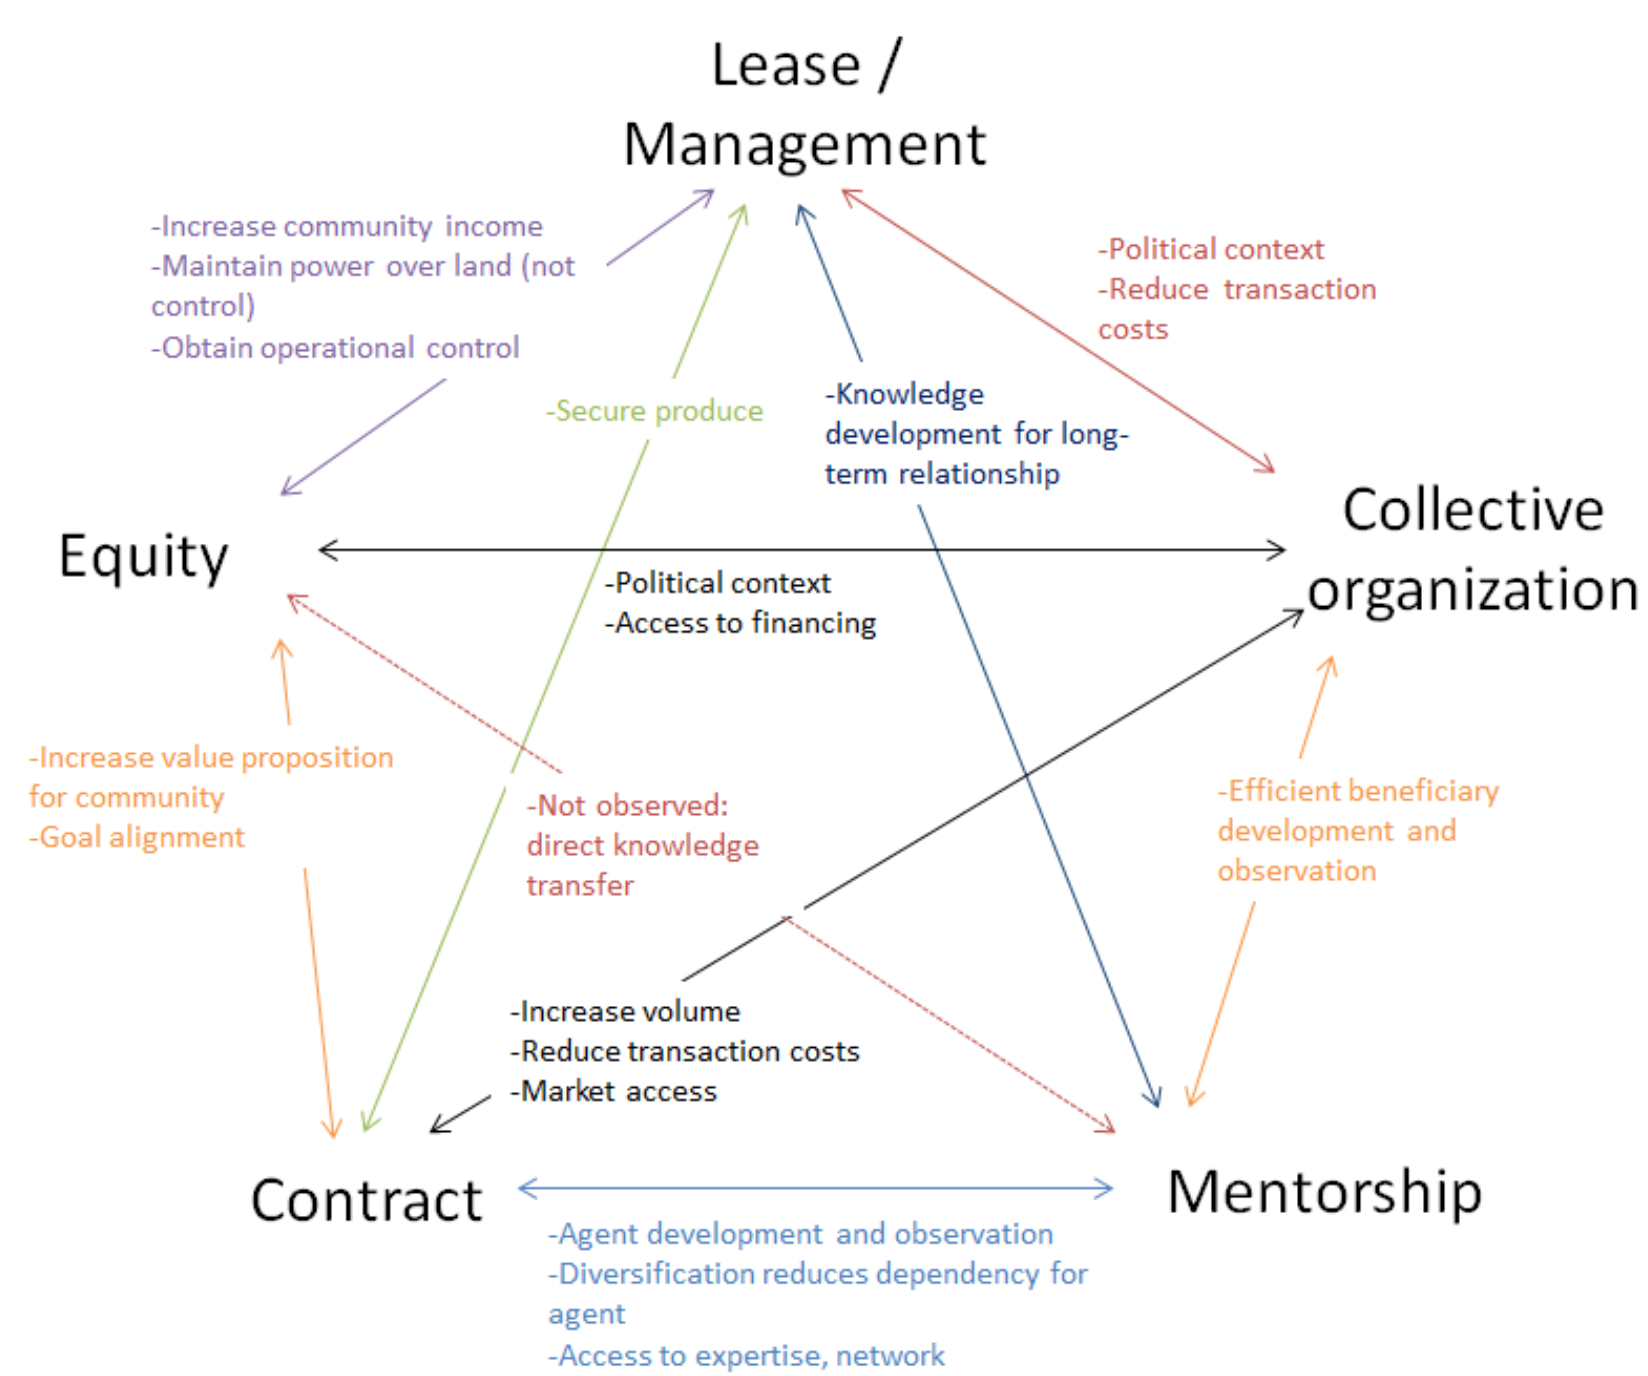 Lease /
Management
-Increase community income
-Maintain power over land (not
control)
-Obtain operational control
-Political context
-Reduce transaction
costs
-Secure produce
-Knowledge
development for long-
term relationship
Equity
Collective
organization
-Political context
-Access to financing
-Increase value proposition
for community
-Goal alignment
-Not observed:
direct knowledge
transfer
-Efficient beneficiary
development and
observation
-Increase volume
-Reduce transaction costs
-Market access
Contract
Mentorship
-Agent development and observation
-Diversification reduces dependency for
agent
-Access to expertise, network